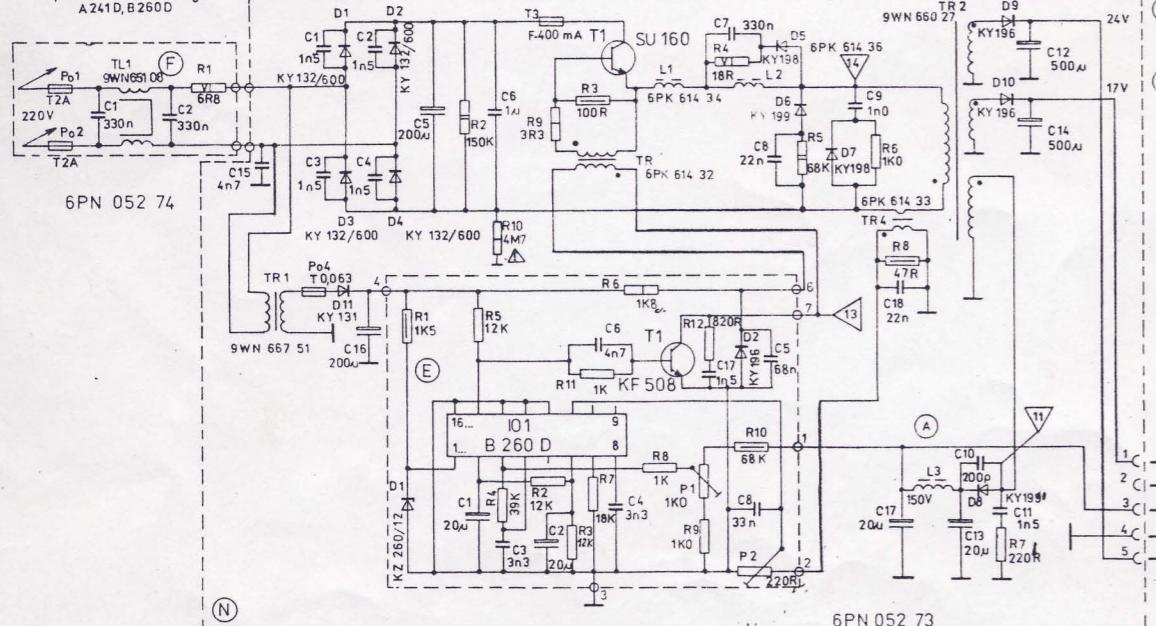 A241D, B260D
Po1
T2A
220V
Po2
T2A
TL1
9WN65108
F
R1
6R8
C1
330n
C2
330n
6PN 052 74
C15
4n7
D1
D2
C1
1n5
C2
1n5
KY 132/600
KY 132/600
C3
1n5
C4
1n5
D3
D4
KY 132/600
KY 132/600
C5
200µ
R2
150K
C6
1µ
R10
4M7
T3
F-400 mA
T1
SU 160
R3
100R
R9
3R3
TR
6PK 614 32
L1
6PK 614 34
C7
330n
R4
18R
D5
KY198
L2
D6
KY 199
C8
22n
R5
68K
6PK 614 36
14
C9
1n0
D7
KY198
R6
1K0
6PK 614 33
TR4
R8
47R
C18
22n
TR2
9WN 660 27
D9
KY196
24V
C12
500µ
D10
KY 196
17V
C14
500µ
TR1
9WN 667 51
Po4
T 0,063
D11
KY 131
C16
200µ
4
R1
1K5
R5
12K
E
R6
1K8
6
7
13
C6
4n7
R11
1K
T1
KF 508
R12
820R
C17
1n5
D2
KY 196
C5
68n
16...
9
IO1
B 260 D
1...
8
D1
KZ 260/12
C1
20µ
R4
39K
C3
3n3
R2
12K
C2
20µ
R3
12K
R7
18K
C4
3n3
R8
1K
P1
1K0
R9
1K0
R10
68K
C8
33n
P2
220R
1
2
3
A
11
C10
200p
L3
150V
D8
KY199
C17
20µ
C13
20µ
C11
1n5
R7
220R
1
2
3
4
5
N
6PN 052 73